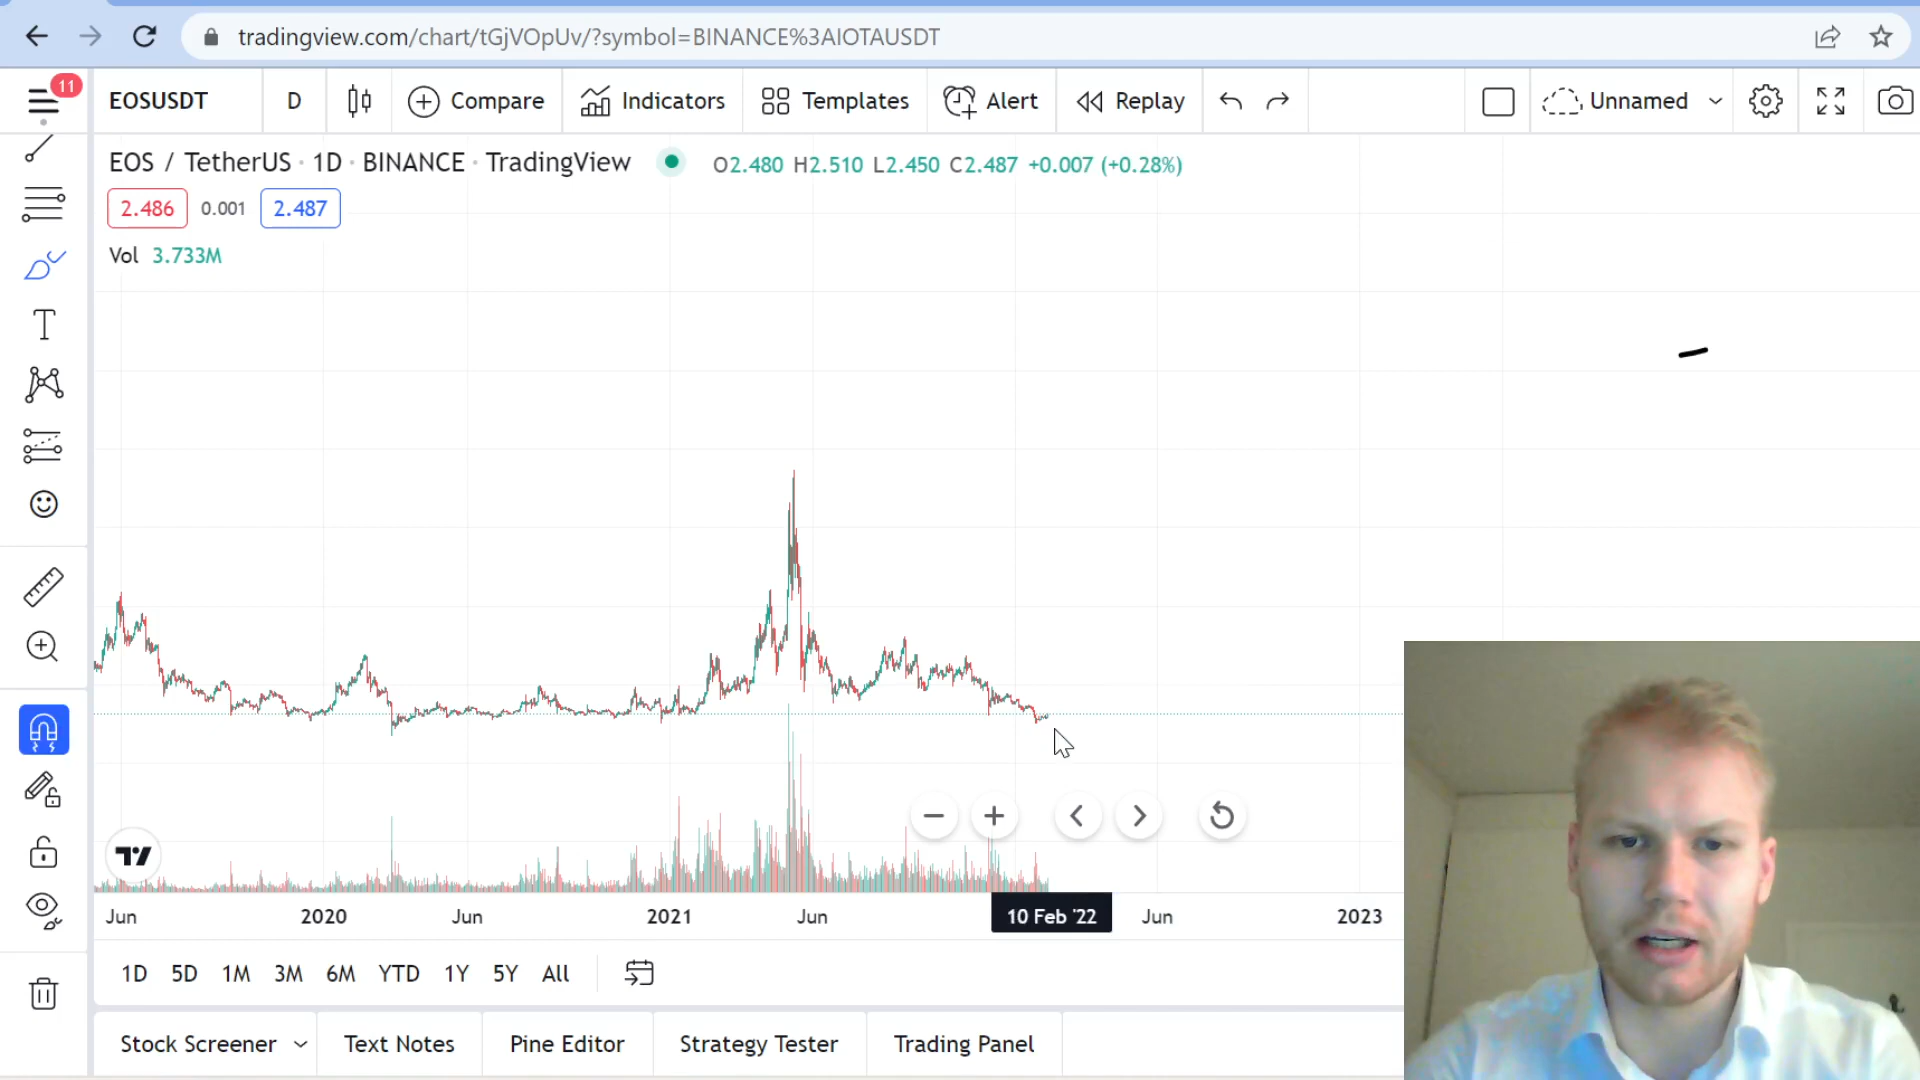 tradingview.com/chart/tGjVOpUv/?symbol=BINANCE%3AIOTAUSDT
11
EOSUSDT
D
Compare
Indicators
Templates
Alert
Replay
Unnamed
EOS / TetherUS · 1D · BINANCE · TradingView
O2.480 H2.510 L2.450 C2.487 +0.007 (+0.28%)
2.486 0.001 2.487
Vol 3.733M
Jun 2020 Jun 2021 Jun 10 Feb '22 Jun 2023
1D 5D 1M 3M 6M YTD 1Y 5Y All
Stock Screener Text Notes Pine Editor Strategy Tester Trading Panel